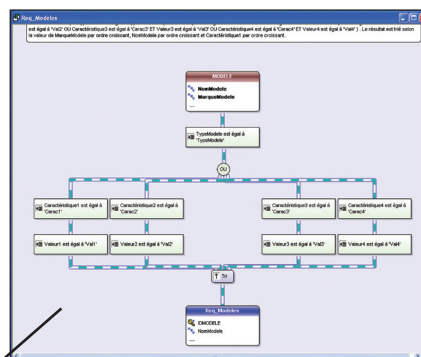 Req_Modeles
est égal à 'Val2' OU Caractéristique3 est égal à 'Carac3' ET Valeur3 est égal à 'Val3' OU Caractéristique4 est égal à 'Carac4' ET Valeur4 est égal à 'Val4' ) . Le résultat est trié selon
la valeur de MarqueModele par ordre croissant, NomModele par ordre croissant et Caractéristique1 par ordre croissant.
MODELE
NomModele
MarqueModele
...
TypeModele est égal à
'TypeModele'
OU
Caractéristique1 est égal à
'Carac1'
Caractéristique2 est égal à
'Carac2'
Caractéristique3 est égal à
'Carac3'
Caractéristique4 est égal à
'Carac4'
Valeur1 est égal à 'Val1'
Valeur2 est égal à 'Val2'
Valeur3 est égal à 'Val3'
Valeur4 est égal à 'Val4'
Tri
Req_Modeles
IDMODELE
NomModele
...